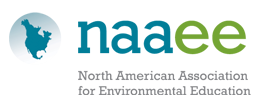 naaee
North American Association
for Environmental Education